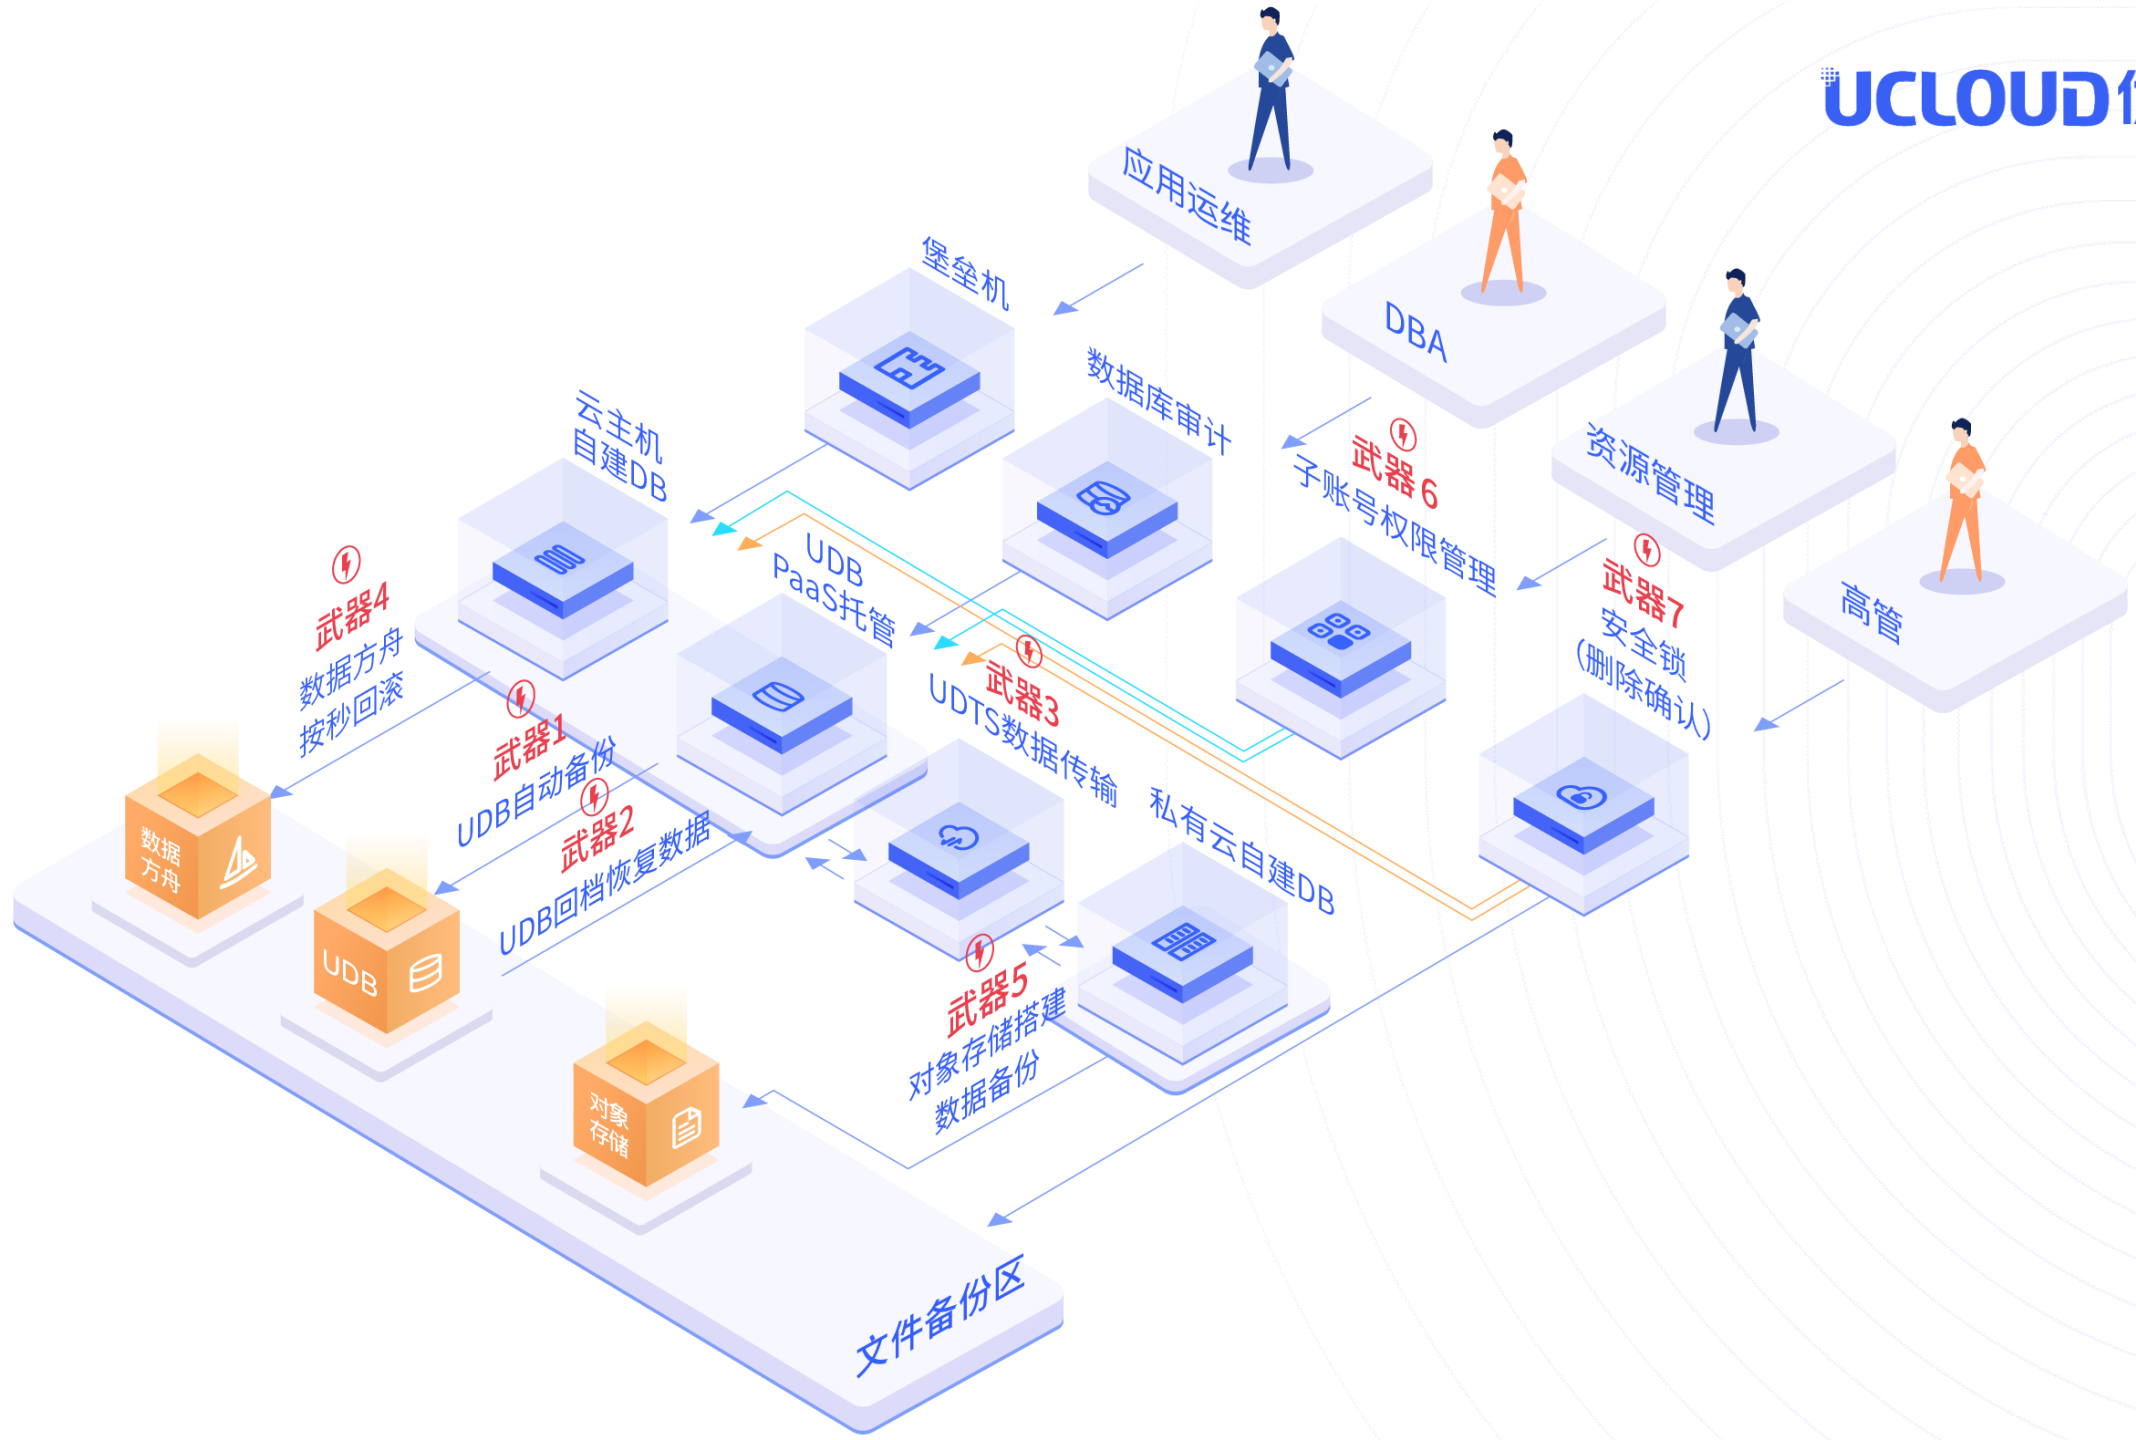 UCLOUD
应用运维
DBA
资源管理
高管
堡垒机
数据库审计
武器6
子账号权限管理
武器7
安全锁
(删除确认)
云主机
自建DB
UDB
PaaS托管
武器3
UDTS数据传输
私有云自建DB
武器4
数据方舟
按秒回滚
武器1
UDB自动备份
武器2
UDB回档恢复数据
武器5
对象存储搭建
数据备份
数据
方舟
UDB
对象
存储
文件备份区